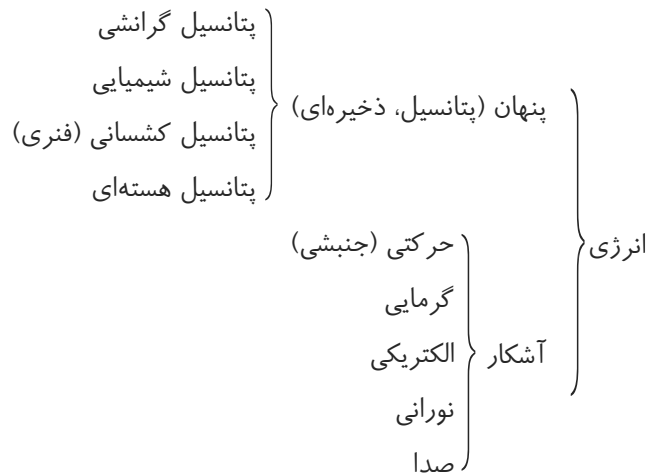 انرژی
پنهان (پتانسیل، ذخیره‌ای)
پتانسیل گرانشی
پتانسیل شیمیایی
پتانسیل کشسانی (فنری)
پتانسیل هسته‌ای
آشکار
حرکتی (جنبشی)
گرمایی
الکتریکی
نورانی
صدا